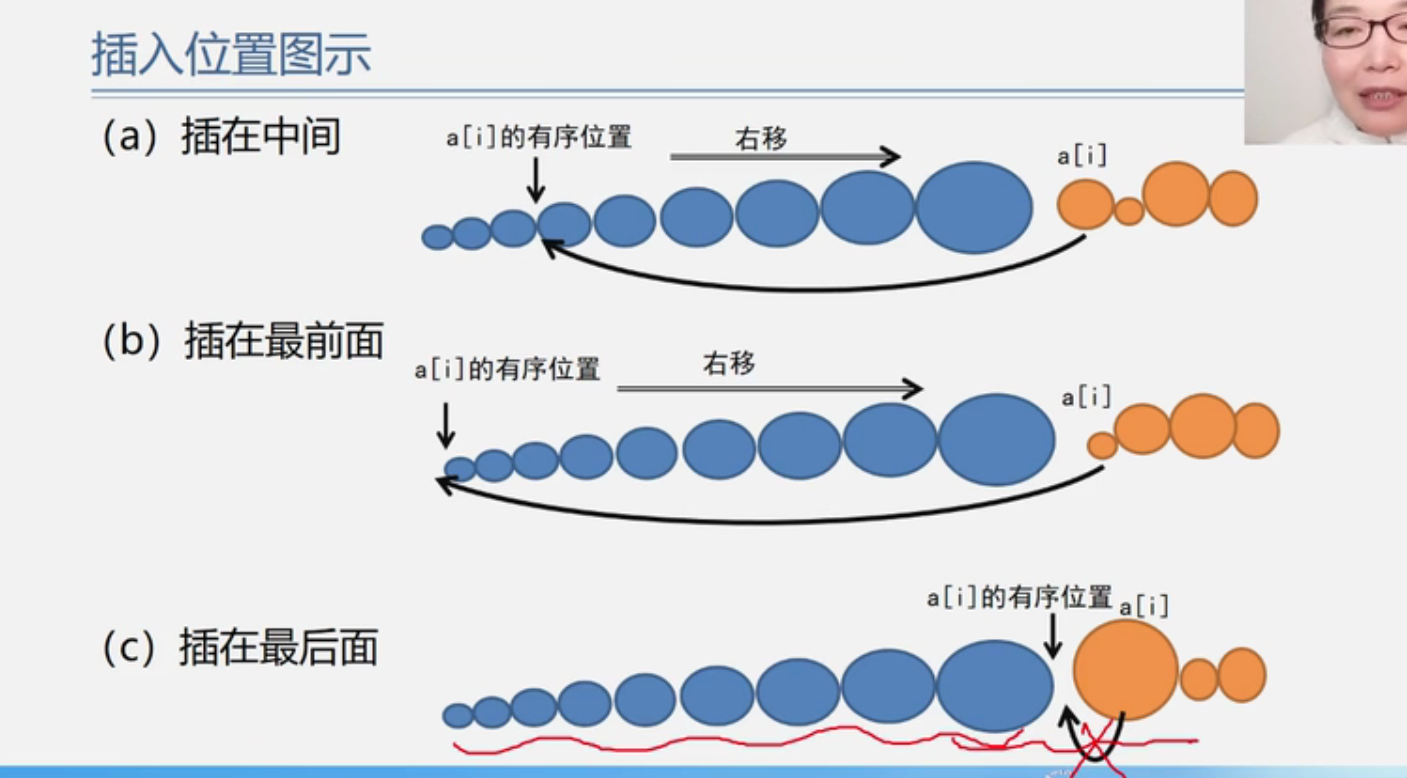 插入位置图示
（a）插在中间
a[i]的有序位置
右移
a[i]
（b）插在最前面
a[i]的有序位置
右移
a[i]
（c）插在最后面
a[i]的有序位置
a[i]